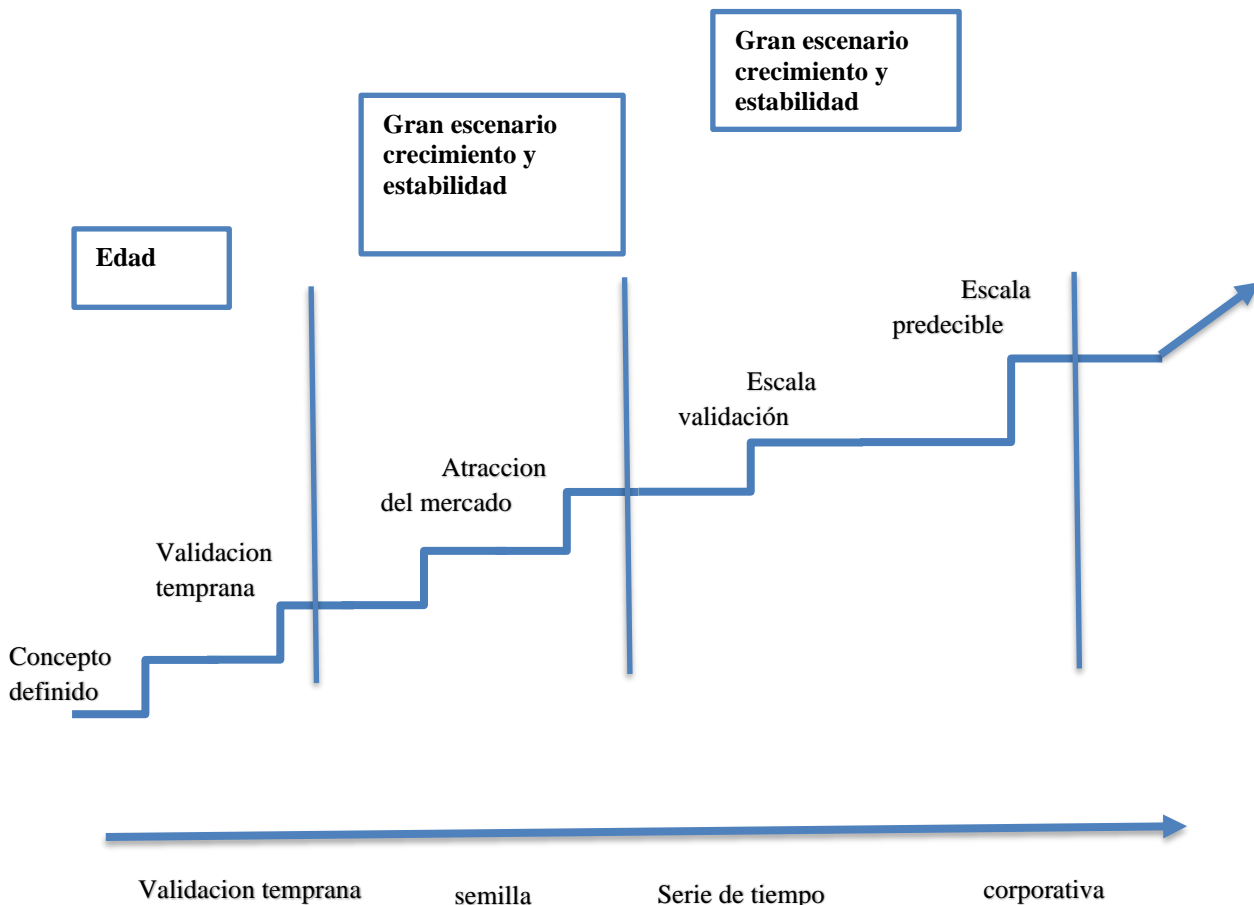 Gran escenario
crecimiento y
estabilidad
Gran escenario
crecimiento y
estabilidad
Edad
Escala
predecible
Escala
validación
Atraccion
del mercado
Validacion
temprana
Concepto
definido
Validacion temprana
semilla
Serie de tiempo
corporativa